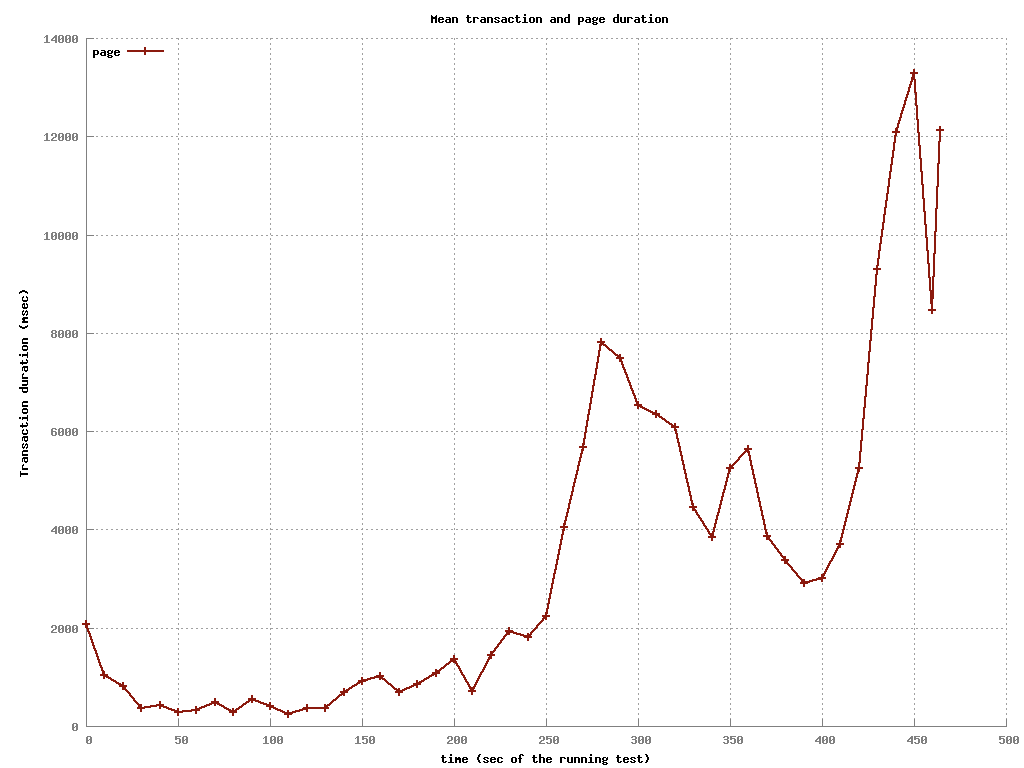 Mean transaction and page duration
page
14000
12000
10000
8000
6000
4000
2000
0
Transaction duration (msec)
0 50 100 150 200 250 300 350 400 450 500
time (sec of the running test)